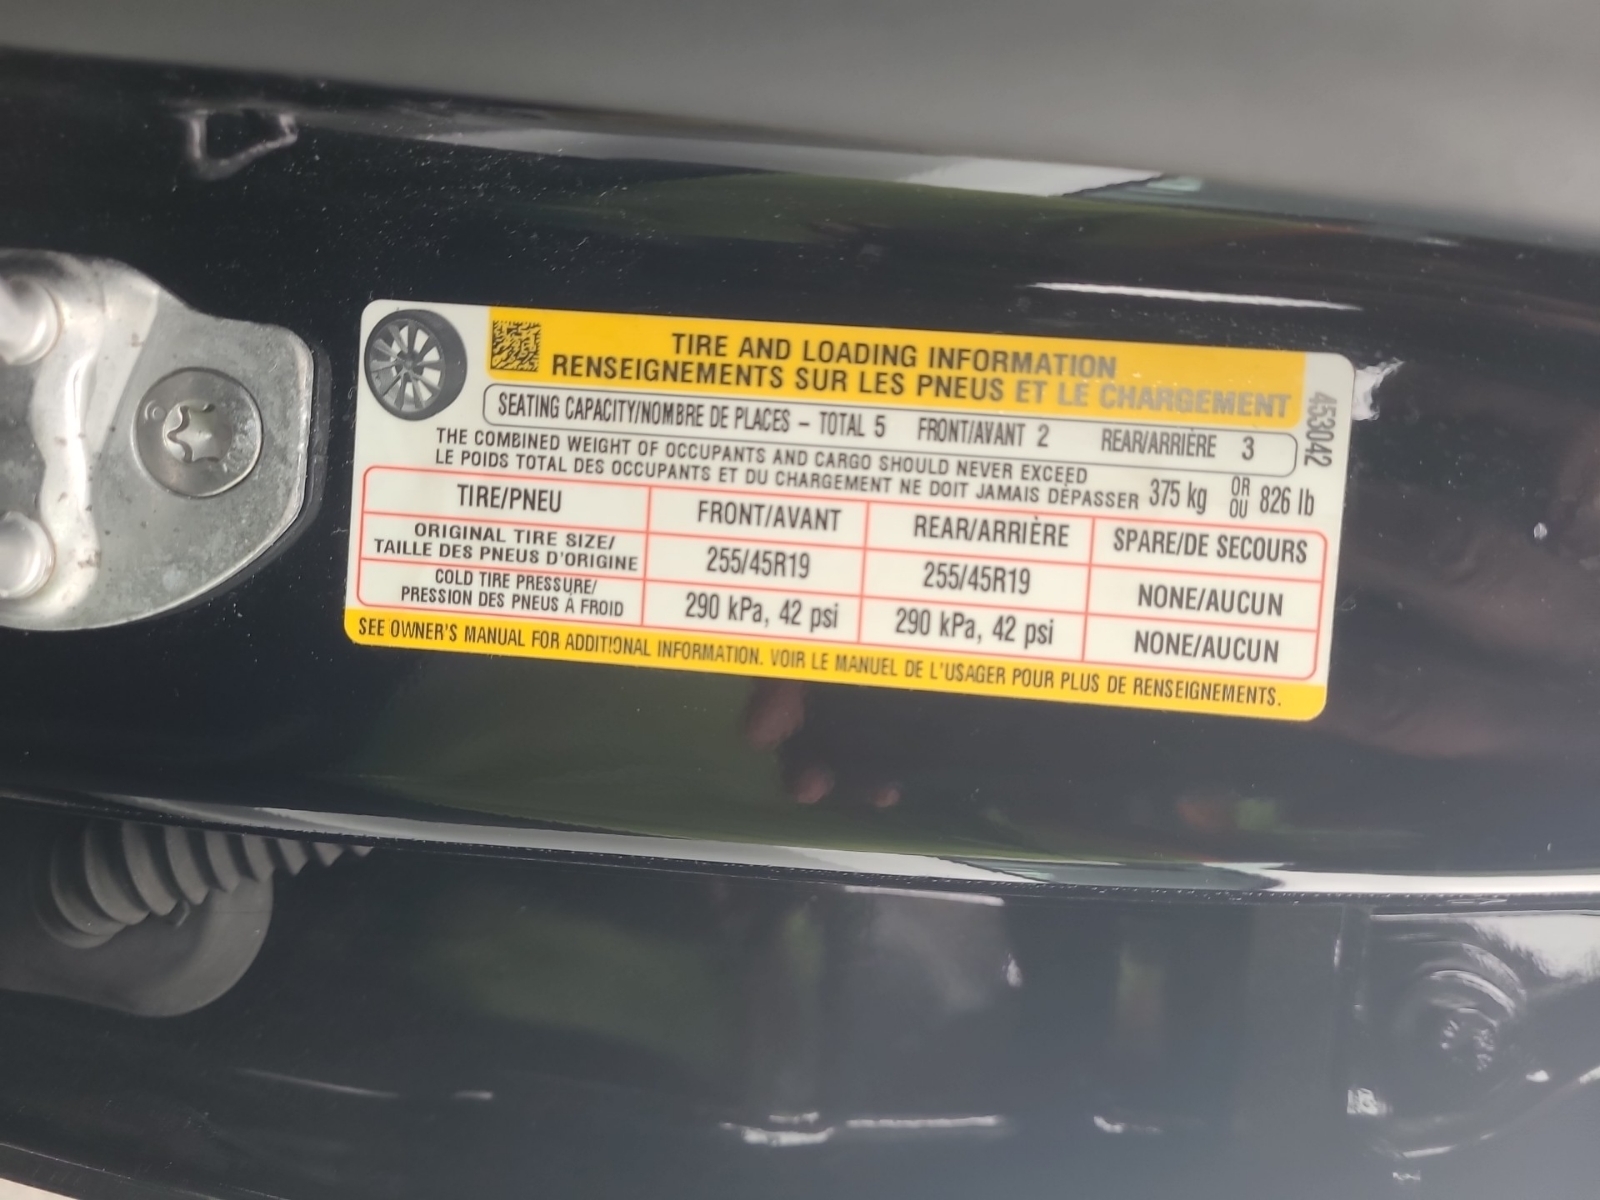 TIRE AND LOADING INFORMATION
RENSEIGNEMENTS SUR LES PNEUS ET LE CHARGEMENT
453042
SEATING CAPACITY/NOMBRE DE PLACES – TOTAL 5 FRONT/AVANT 2 REAR/ARRIÈRE 3
THE COMBINED WEIGHT OF OCCUPANTS AND CARGO SHOULD NEVER EXCEED
LE POIDS TOTAL DES OCCUPANTS ET DU CHARGEMENT NE DOIT JAMAIS DÉPASSER 375 kg OR OU 826 lb
TIRE/PNEU FRONT/AVANT REAR/ARRIÈRE SPARE/DE SECOURS
ORIGINAL TIRE SIZE/
TAILLE DES PNEUS D'ORIGINE 255/45R19 255/45R19 NONE/AUCUN
COLD TIRE PRESSURE/
PRESSION DES PNEUS À FROID 290 kPa, 42 psi 290 kPa, 42 psi NONE/AUCUN
SEE OWNER'S MANUAL FOR ADDITIONAL INFORMATION. VOIR LE MANUEL DE L'USAGER POUR PLUS DE RENSEIGNEMENTS.